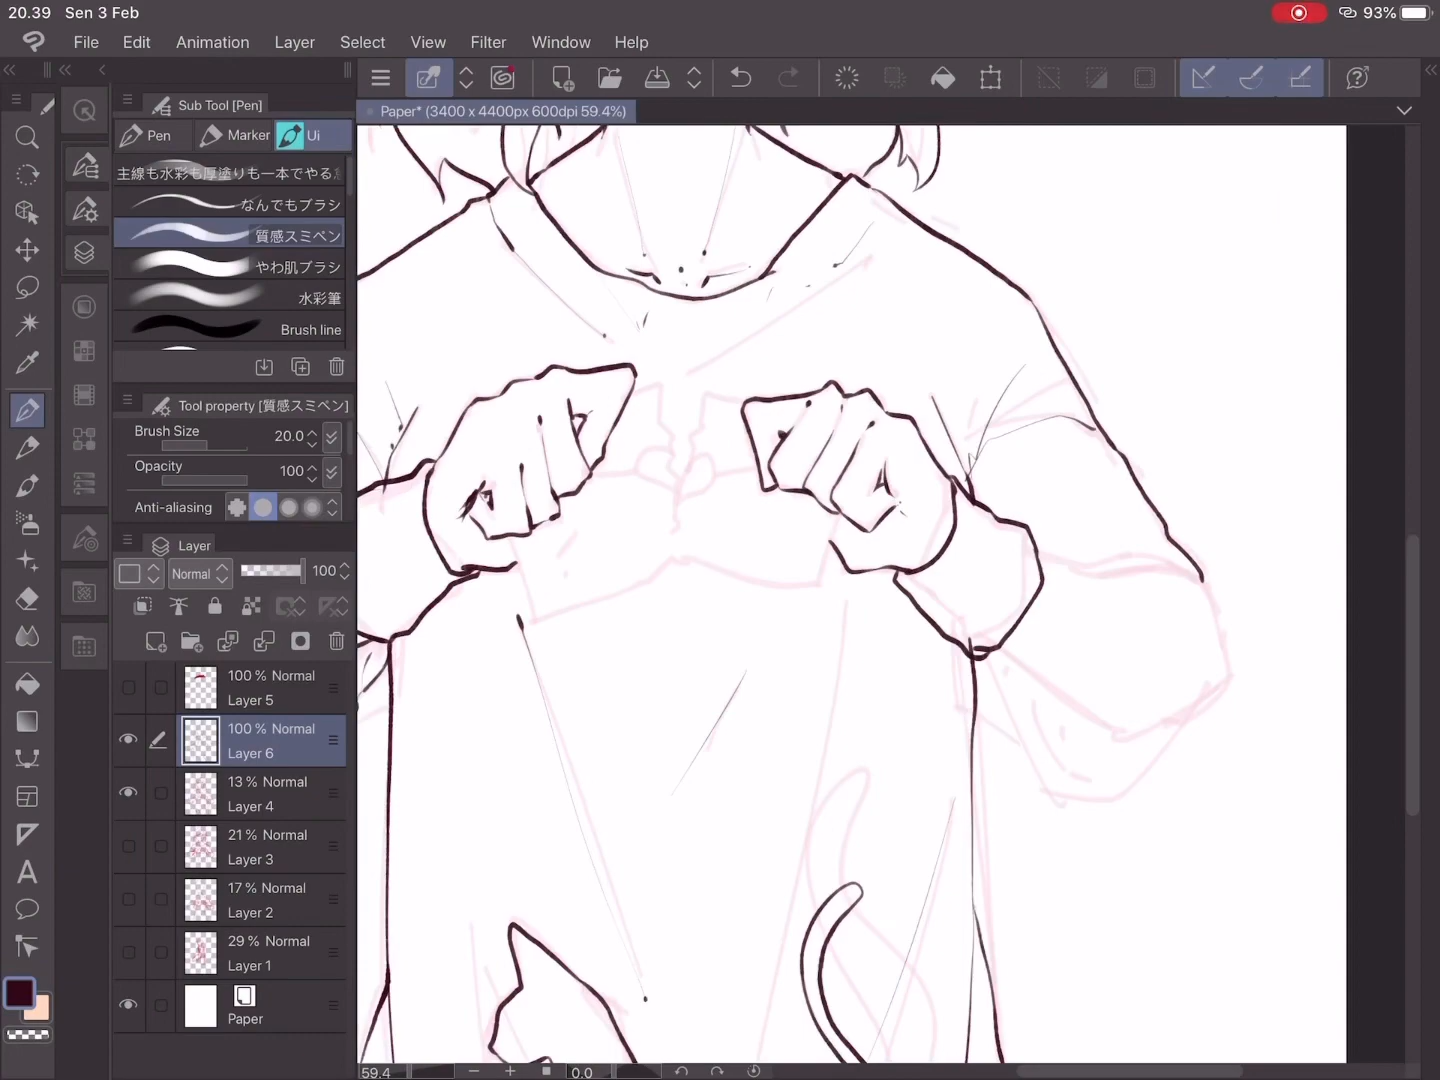 20.39 Sen 3 Feb
93%
File Edit Animation Layer Select View Filter Window Help
Sub Tool [Pen]
Paper* (3400 x 4400px 600dpi 59.4%)
Pen Marker Ui
主線も水彩も厚塗りも一本でやる
なんでもブラシ
質感スミペン
やわ肌ブラシ
水彩筆
Brush line
Tool property [質感スミペン]
Brush Size 20.0
Opacity 100
Anti-aliasing
Layer
Normal 100
100 % Normal
Layer 5
100 % Normal
Layer 6
13 % Normal
Layer 4
21 % Normal
Layer 3
17 % Normal
Layer 2
29 % Normal
Layer 1
Paper
59.4 0.0